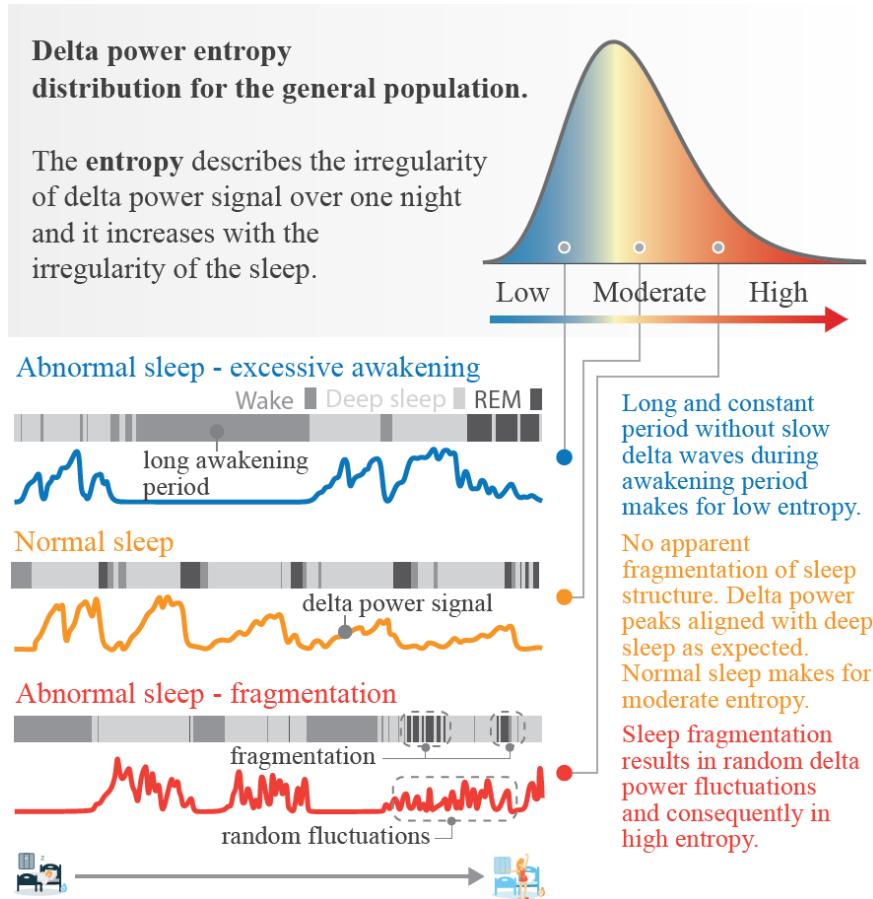 Delta power entropy
distribution for the general population.
The entropy describes the irregularity
of delta power signal over one night
and it increases with the
irregularity of the sleep.
Low Moderate High
Abnormal sleep - excessive awakening
Wake Deep sleep REM
long awakening
period
Long and constant
period without slow
delta waves during
awakening period
makes for low entropy.
Normal sleep
delta power signal
No apparent
fragmentation of sleep
structure. Delta power
peaks aligned with deep
sleep as expected.
Normal sleep makes for
moderate entropy.
Abnormal sleep - fragmentation
fragmentation
random fluctuations
Sleep fragmentation
results in random delta
power fluctuations
and consequently in
high entropy.